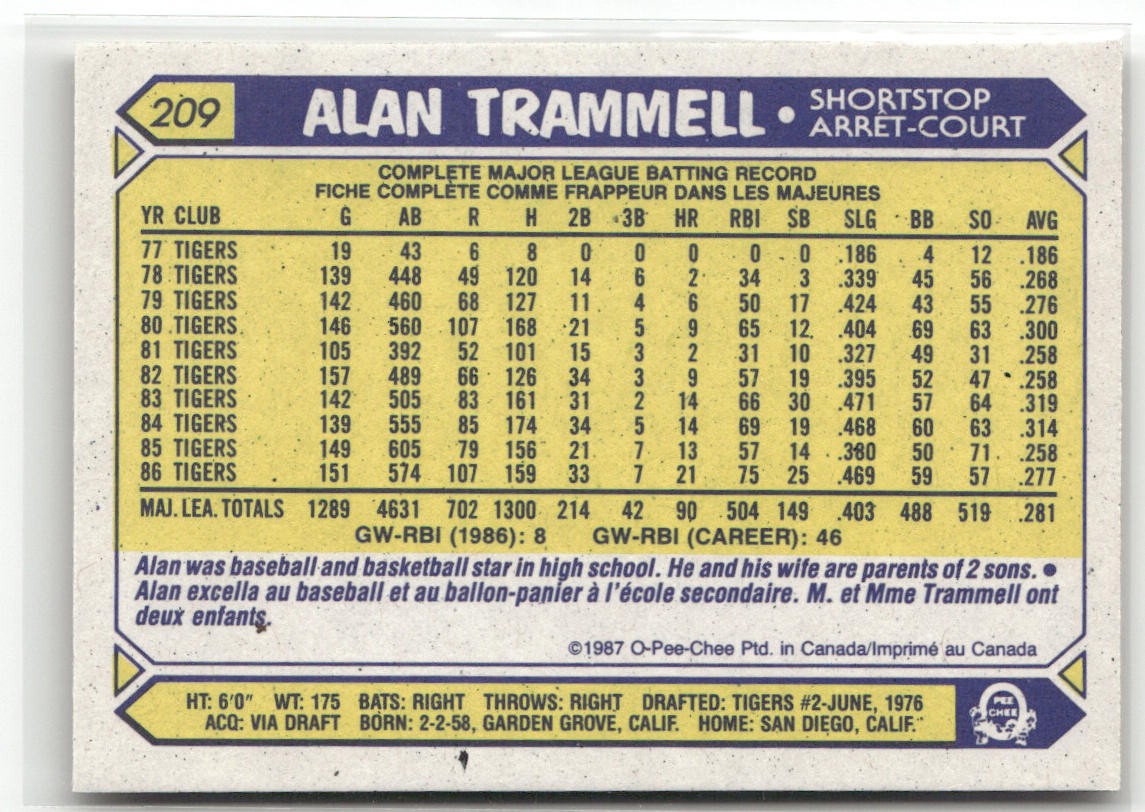 209
ALAN TRAMMELL • SHORTSTOP
ARRÊT-COURT
COMPLETE MAJOR LEAGUE BATTING RECORD
FICHE COMPLÈTE COMME FRAPPEUR DANS LES MAJEURES
YR CLUB G AB R H 2B 3B HR RBI SB SLG BB SO AVG
77 TIGERS 19 43 6 8 0 0 0 0 0 .186 4 12 .186
78 TIGERS 139 448 49 120 14 6 2 34 3 .339 45 56 .268
79 TIGERS 142 460 68 127 11 4 6 50 17 .424 43 55 .276
80 TIGERS 146 560 107 168 21 5 9 65 12 .404 69 63 .300
81 TIGERS 105 392 52 101 15 3 2 31 10 .327 49 31 .258
82 TIGERS 157 489 66 126 34 3 9 57 19 .395 52 47 .258
83 TIGERS 142 505 83 161 31 2 14 66 30 .471 57 64 .319
84 TIGERS 139 555 85 174 34 5 14 69 19 .468 60 63 .314
85 TIGERS 149 605 79 156 21 7 13 57 14 .380 50 71 .258
86 TIGERS 151 574 107 159 33 7 21 75 25 .469 59 57 .277
MAJ. LEA. TOTALS 1289 4631 702 1300 214 42 90 504 149 .403 488 519 .281
GW-RBI (1986): 8 GW-RBI (CAREER): 46
Alan was baseball and basketball star in high school. He and his wife are parents of 2 sons. •
Alan excella au baseball et au ballon-panier à l'école secondaire. M. et Mme Trammell ont
deux enfants.
©1987 O-Pee-Chee Ptd. in Canada/Imprimé au Canada
HT: 6'0" WT: 175 BATS: RIGHT THROWS: RIGHT DRAFTED: TIGERS #2-JUNE, 1976
ACQ: VIA DRAFT BORN: 2-2-58, GARDEN GROVE, CALIF. HOME: SAN DIEGO, CALIF.
PEE
CHEE